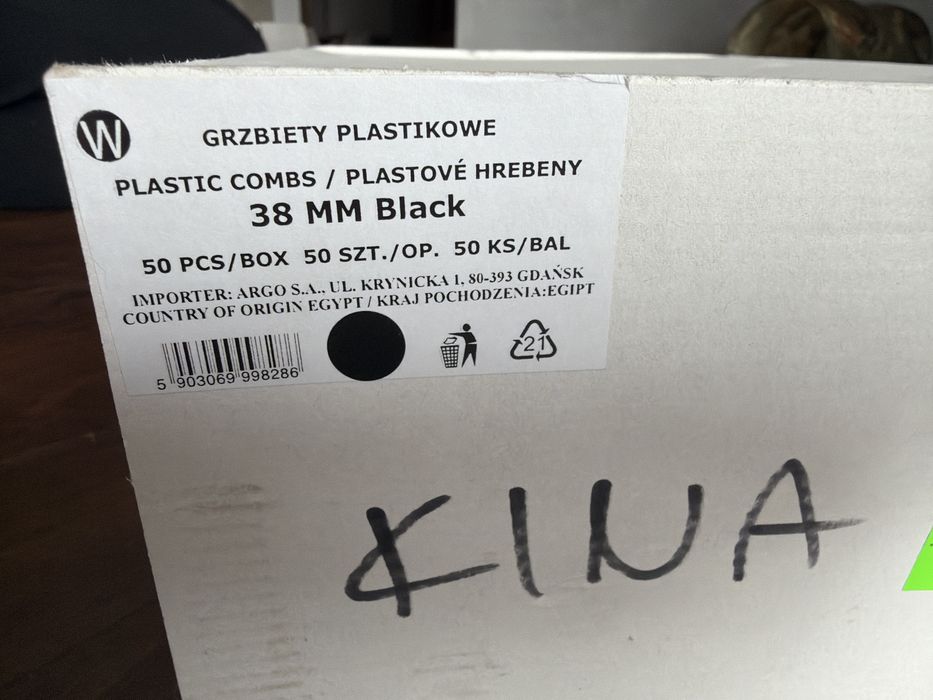 W
GRZBIETY PLASTIKOWE
PLASTIC COMBS / PLASTOVÉ HREBENY
38 MM Black
50 PCS/BOX 50 SZT./OP. 50 KS/BAL
IMPORTER: ARGO S.A., UL. KRYNICKA 1, 80-393 GDAŃSK
COUNTRY OF ORIGIN EGYPT / KRAJ POCHODZENIA:EGIPT
21
5 903069 998286
KINA